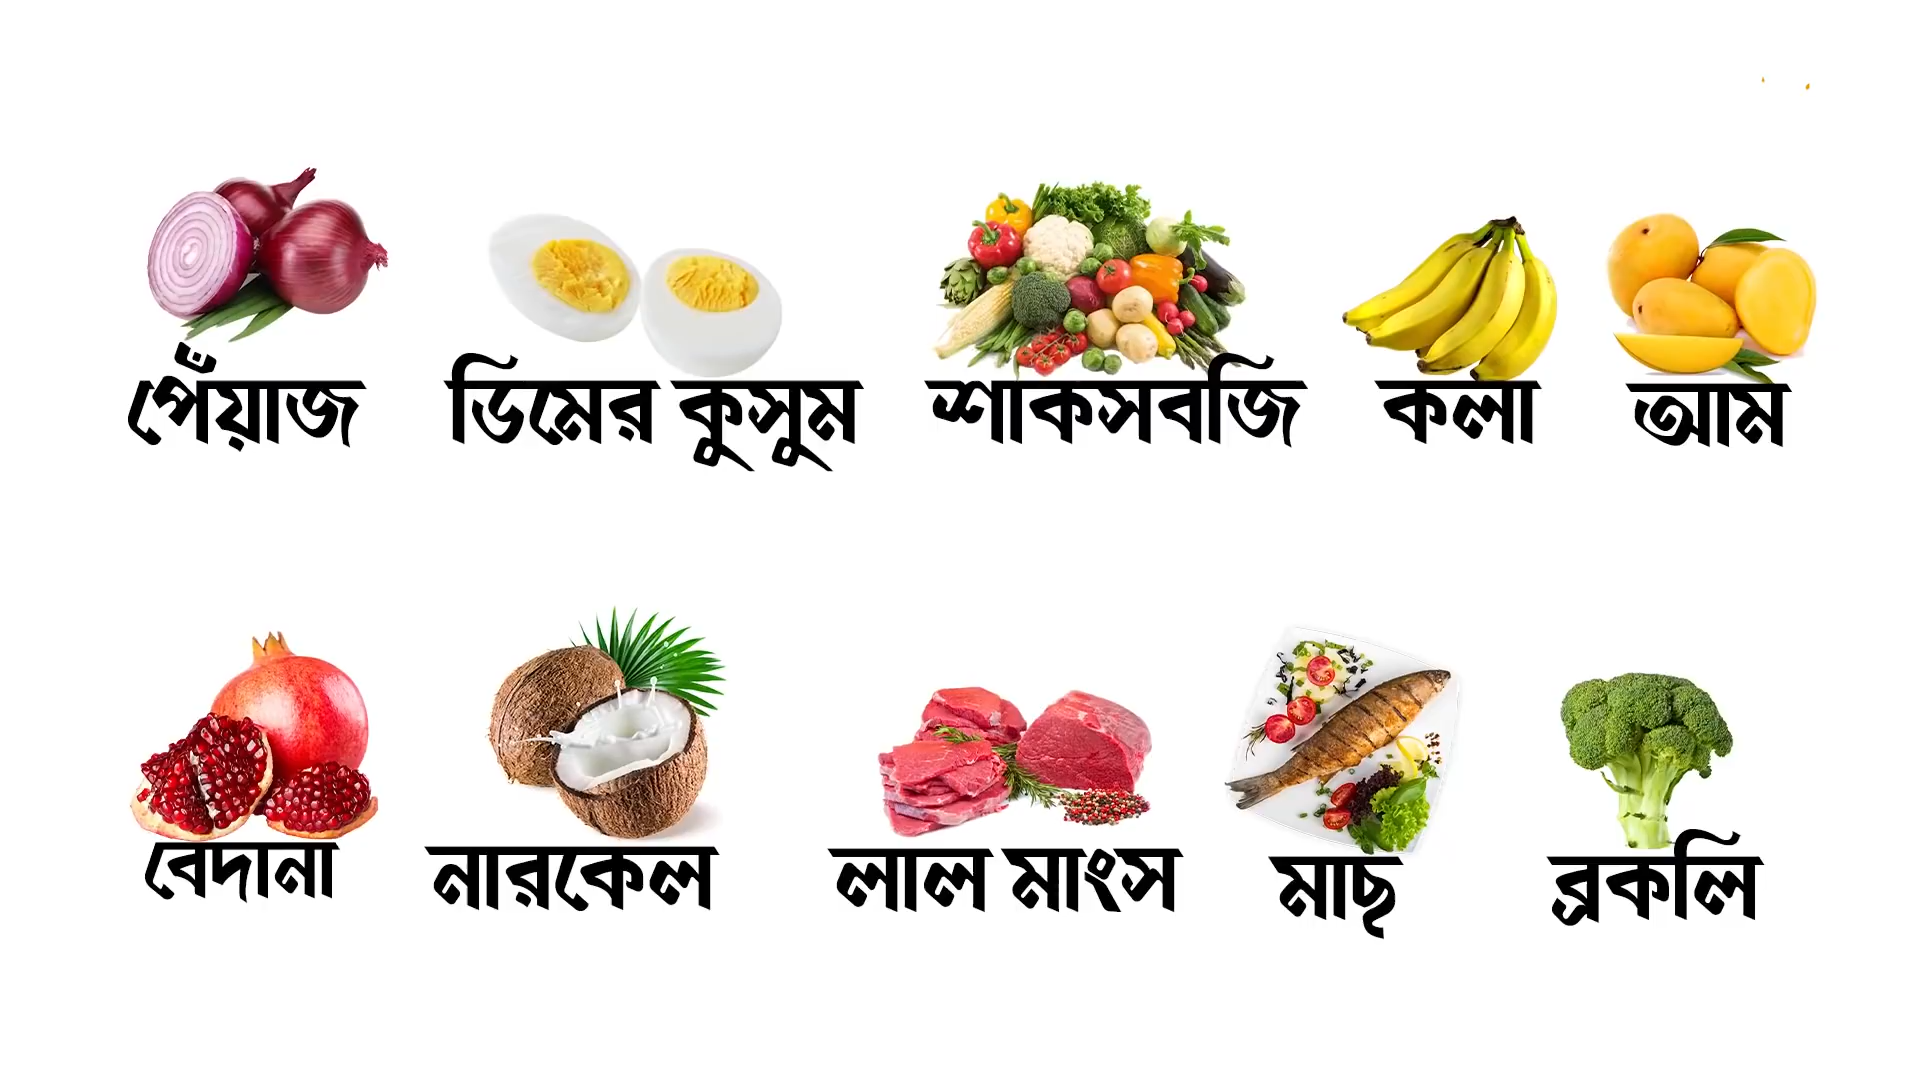 পেঁয়াজ ডিমের কুসুম শাকসবজি কলা আম
বেদানা নারকেল লাল মাংস মাছ ব্রকলি